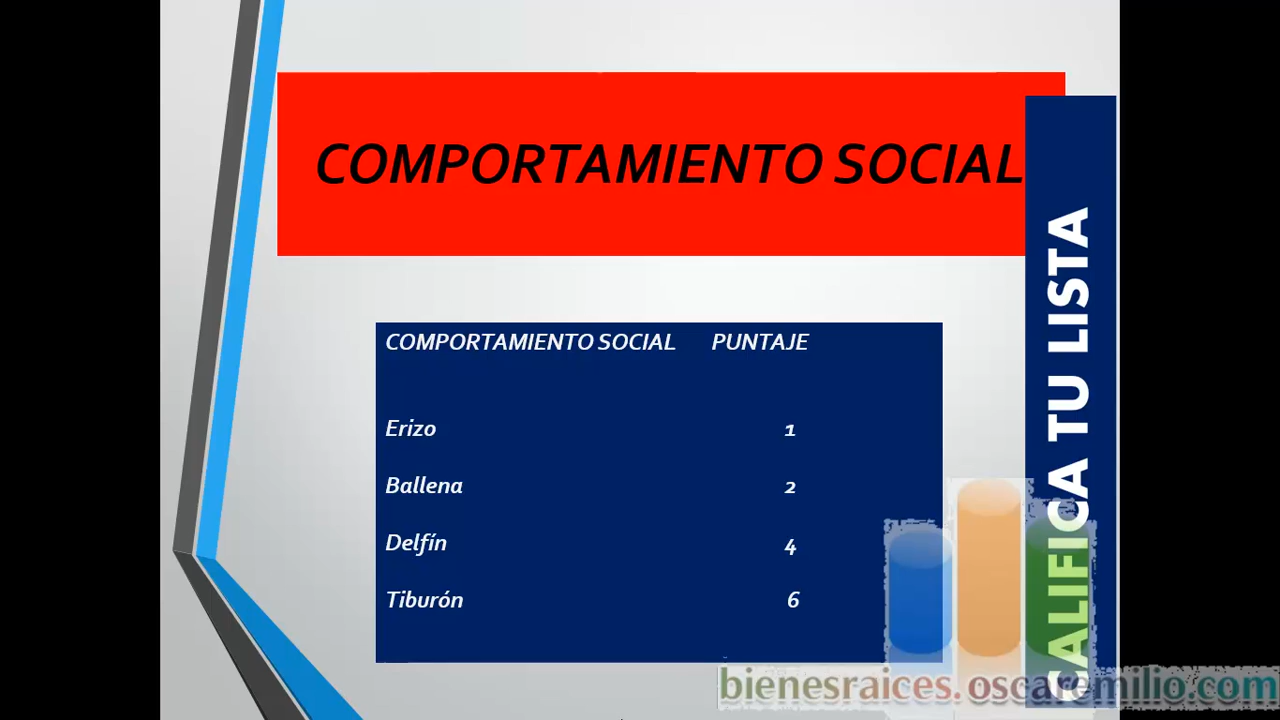 COMPORTAMIENTO SOCIAL
COMPORTAMIENTO SOCIAL PUNTAJE
Erizo 1
Ballena 2
Delfín 4
Tiburón 6
CALIFICA TU LISTA
bienesraices.oscaremilio.com